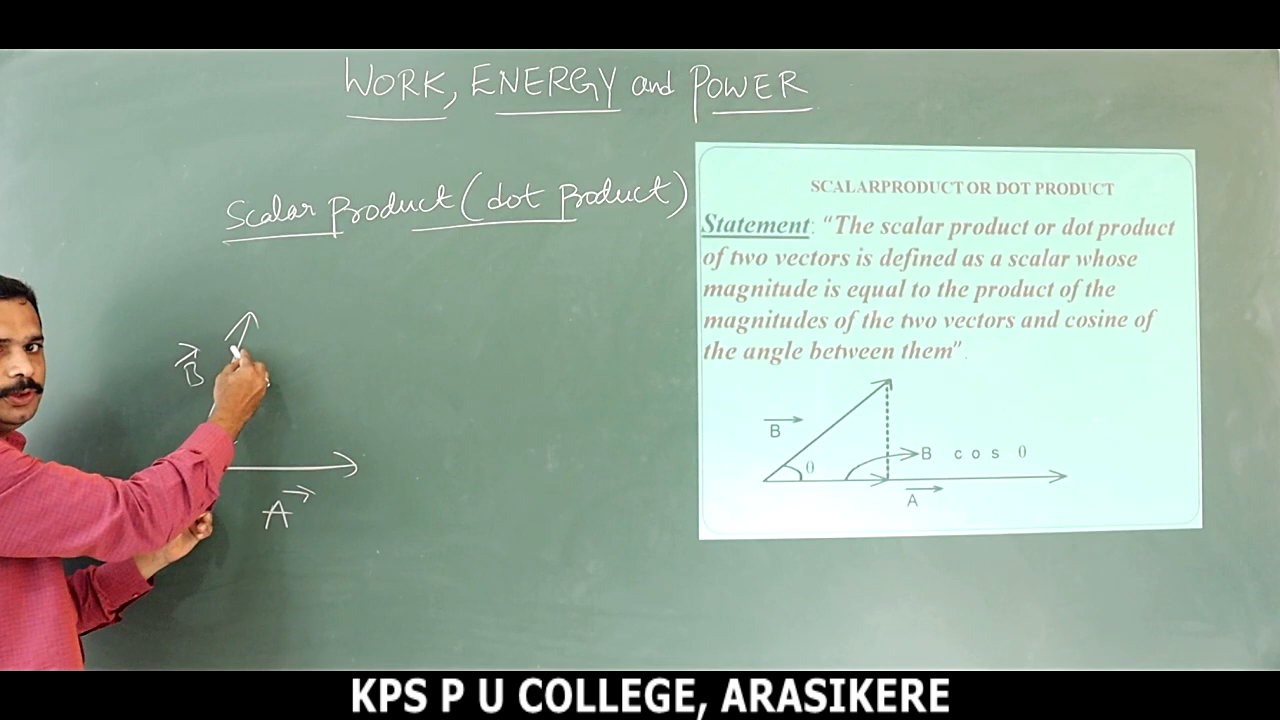 WORK, ENERGY and POWER
Scalar product (dot product)
SCALARPRODUCT OR DOT PRODUCT
Statement: “The scalar product or dot product
of two vectors is defined as a scalar whose
magnitude is equal to the product of the
magnitudes of the two vectors and cosine of
the angle between them”.
B
A
B
θ
B cos θ
A
KPS P U COLLEGE, ARASIKERE